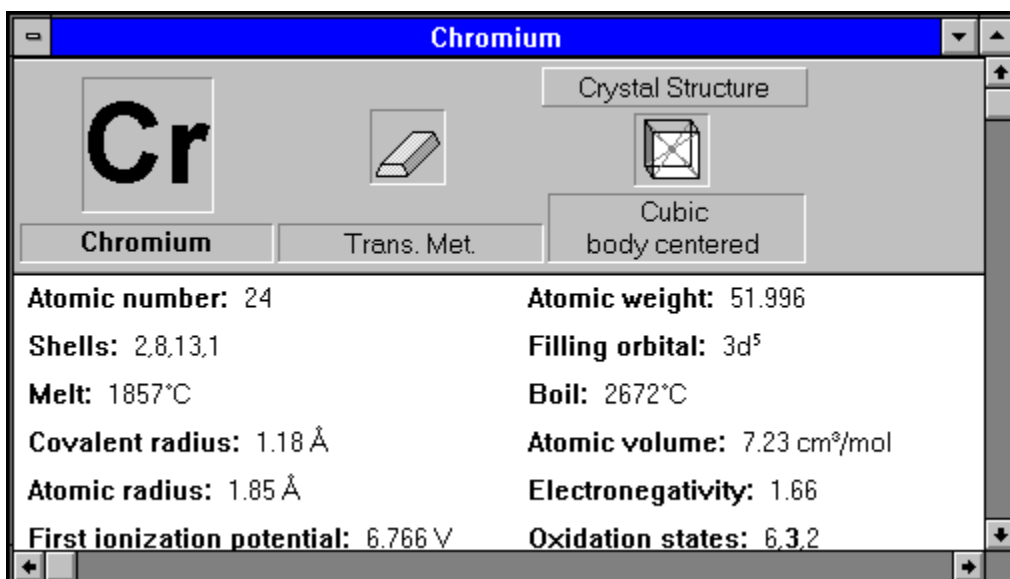 Chromium
Cr
Chromium
Trans. Met.
Crystal Structure
Cubic
body centered
Atomic number: 24
Atomic weight: 51.996
Shells: 2,8,13,1
Filling orbital: 3d⁵
Melt: 1857°C
Boil: 2672°C
Covalent radius: 1.18 Å
Atomic volume: 7.23 cm³/mol
Atomic radius: 1.85 Å
Electronegativity: 1.66
First ionization potential: 6.766 V
Oxidation states: 6,3,2